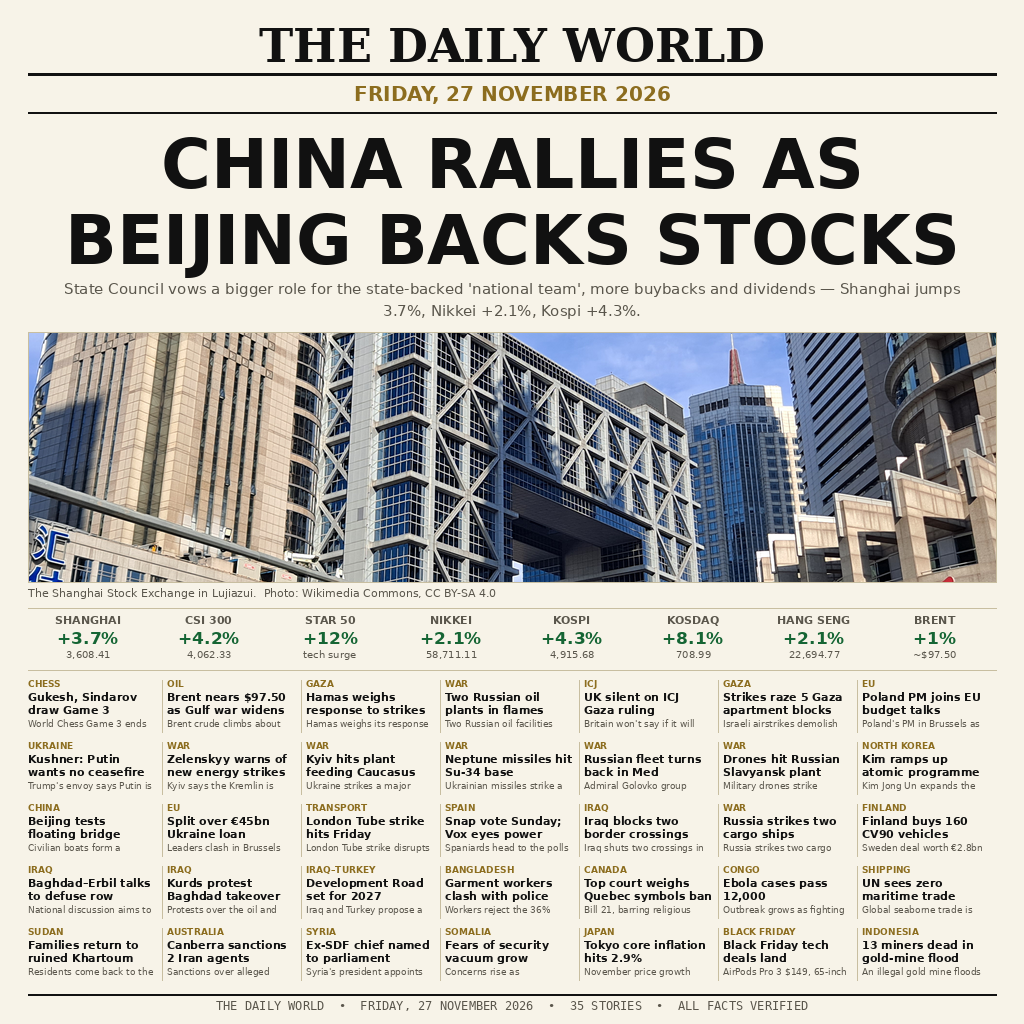 THE DAILY WORLD
FRIDAY, 27 NOVEMBER 2026
CHINA RALLIES AS
BEIJING BACKS STOCKS
State Council vows a bigger role for the state-backed 'national team', more buybacks and dividends — Shanghai jumps
3.7%, Nikkei +2.1%, Kospi +4.3%.
汇
The Shanghai Stock Exchange in Lujiazui.  Photo: Wikimedia Commons, CC BY-SA 4.0
SHANGHAI
+3.7%
3,608.41
CSI 300
+4.2%
4,062.33
STAR 50
+12%
tech surge
NIKKEI
+2.1%
58,711.11
KOSPI
+4.3%
4,915.68
KOSDAQ
+8.1%
708.99
HANG SENG
+2.1%
22,694.77
BRENT
+1%
~$97.50
CHESS
Gukesh, Sindarov
draw Game 3
World Chess Game 3 ends
OIL
Brent nears $97.50
as Gulf war widens
Brent crude climbs about
GAZA
Hamas weighs
response to strikes
Hamas weighs its response
WAR
Two Russian oil
plants in flames
Two Russian oil facilities
ICJ
UK silent on ICJ
Gaza ruling
Britain won't say if it will
GAZA
Strikes raze 5 Gaza
apartment blocks
Israeli airstrikes demolish
EU
Poland PM joins EU
budget talks
Poland's PM in Brussels as
UKRAINE
Kushner: Putin
wants no ceasefire
Trump's envoy says Putin is
WAR
Zelenskyy warns of
new energy strikes
Kyiv says the Kremlin is
WAR
Kyiv hits plant
feeding Caucasus
Ukraine strikes a major
WAR
Neptune missiles hit
Su-34 base
Ukrainian missiles strike a
WAR
Russian fleet turns
back in Med
Admiral Golovko group
WAR
Drones hit Russian
Slavyansk plant
Military drones strike
NORTH KOREA
Kim ramps up
atomic programme
Kim Jong Un expands the
CHINA
Beijing tests
floating bridge
Civilian boats form a
EU
Split over €45bn
Ukraine loan
Leaders clash in Brussels
TRANSPORT
London Tube strike
hits Friday
London Tube strike disrupts
SPAIN
Snap vote Sunday;
Vox eyes power
Spaniards head to the polls
IRAQ
Iraq blocks two
border crossings
Iraq shuts two crossings in
WAR
Russia strikes two
cargo ships
Russia strikes two cargo
FINLAND
Finland buys 160
CV90 vehicles
Sweden deal worth €2.8bn
IRAQ
Baghdad–Erbil talks
to defuse row
National discussion aims to
IRAQ
Kurds protest
Baghdad takeover
Protests over the oil and
IRAQ–TURKEY
Development Road
set for 2027
Iraq and Turkey propose a
BANGLADESH
Garment workers
clash with police
Workers reject the 36%
CANADA
Top court weighs
Quebec symbols ban
Bill 21, barring religious
CONGO
Ebola cases pass
12,000
Outbreak grows as fighting
SHIPPING
UN sees zero
maritime trade
Global seaborne trade is
SUDAN
Families return to
ruined Khartoum
Residents come back to the
AUSTRALIA
Canberra sanctions
2 Iran agents
Sanctions over alleged
SYRIA
Ex-SDF chief named
to parliament
Syria's president appoints
SOMALIA
Fears of security
vacuum grow
Concerns rise as
JAPAN
Tokyo core inflation
hits 2.9%
November price growth
BLACK FRIDAY
Black Friday tech
deals land
AirPods Pro 3 $149, 65-inch
INDONESIA
13 miners dead in
gold-mine flood
An illegal gold mine floods
THE DAILY WORLD  •  FRIDAY, 27 NOVEMBER 2026  •  35 STORIES  •  ALL FACTS VERIFIED